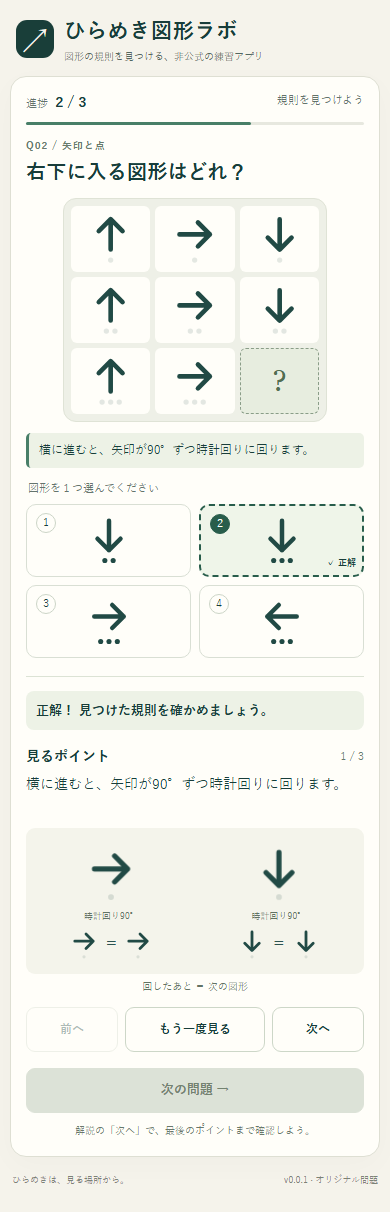 ひらめき図形ラボ
図形の規則を見つける、非公式の練習アプリ
進捗 2 / 3
規則を見つけよう
Q02 / 矢印と点
右下に入る図形はどれ？
?
横に進むと、矢印が90°ずつ時計回りに回ります。
図形を1つ選んでください
1
2
✓ 正解
3
4
正解！ 見つけた規則を確かめましょう。
見るポイント
1 / 3
横に進むと、矢印が90°ずつ時計回りに回ります。
時計回り90°
時計回り90°
=
=
回したあと = 次の図形
前へ
もう一度見る
次へ
次の問題 →
解説の「次へ」で、最後のポイントまで確認しよう。
ひらめきは、見る場所から。
v0.0.1 · オリジナル問題